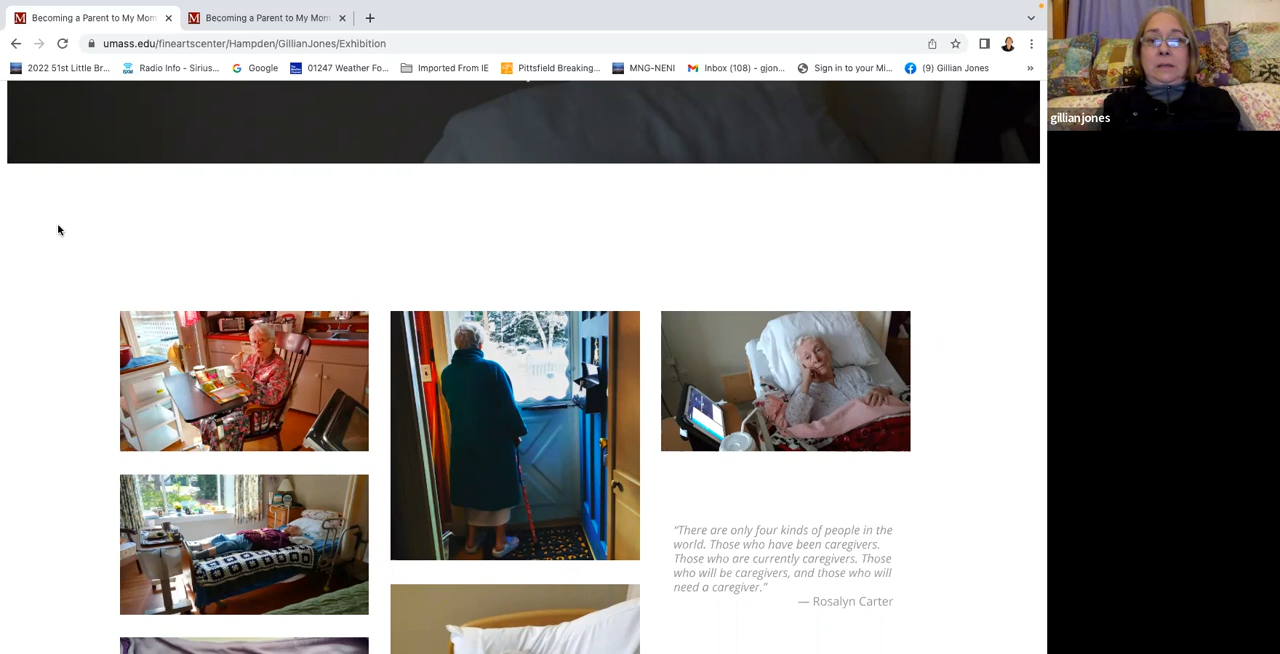 Becoming a Parent to My Mom
Becoming a Parent to My Mom
umass.edu/fineartscenter/Hampden/GillianJones/Exhibition
2022 51st Little Br...
Radio Info - Sirius...
Google
01247 Weather Fo...
Imported From IE
Pittsfield Breaking...
MNG-NENI
Inbox (108) - gjon...
Sign in to your Mi...
(9) Gillian Jones
»
gillian jones
“There are only four kinds of people in the
world. Those who have been caregivers.
Those who are currently caregivers. Those
who will be caregivers, and those who will
need a caregiver.”
— Rosalyn Carter